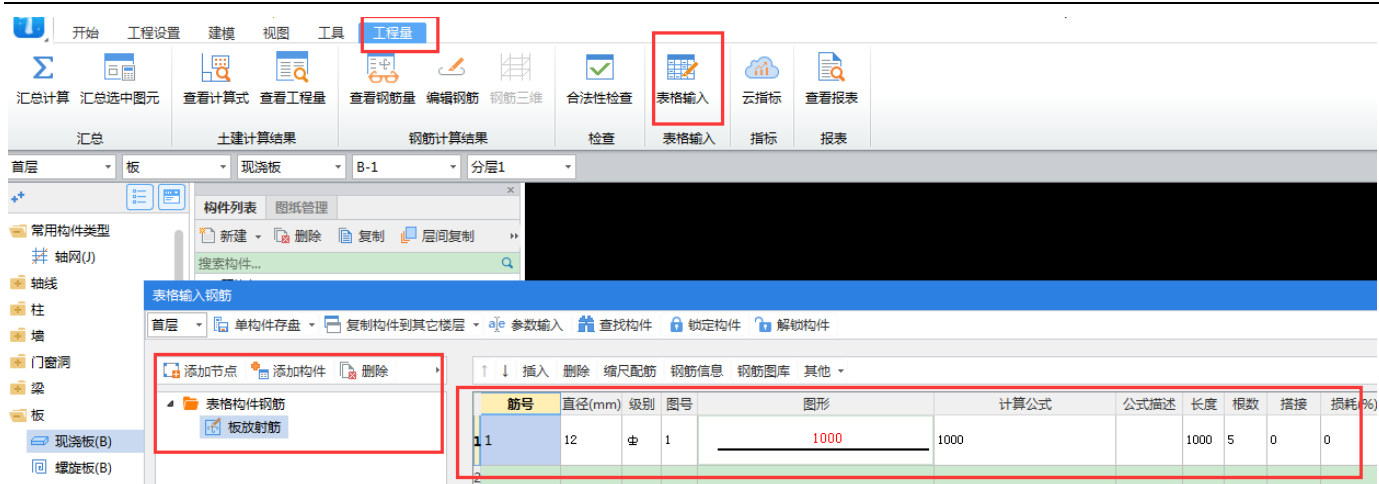 开始 工程设置 建模 视图 工具 工程量
汇总计算 汇总选中图元 查看计算式 查看工程量 查看钢筋量 编辑钢筋 钢筋三维 合法性检查 表格输入 云指标 查看报表
汇总 土建计算结果 钢筋计算结果 检查 表格输入 指标 报表
首层 板 现浇板 B-1 分层1
构件列表 图纸管理
常用构件类型
新建 删除 复制 层间复制
轴网(J)
搜索构件...
轴线
表格输入钢筋
柱
首层 单构件存盘 复制构件到其它楼层 参数输入 查找构件 锁定构件 解锁构件
墙
门窗洞
添加节点 添加构件 删除
插入 删除 缩尺配筋 钢筋信息 钢筋图库 其他
梁
表格构件钢筋
筋号 直径(mm) 级别 图号 图形 计算公式 公式描述 长度 根数 搭接 损耗(%)
板
板放射筋
1 1 12 1 1000 1000 1000 5 0 0
现浇板(B)
螺旋板(B)
2